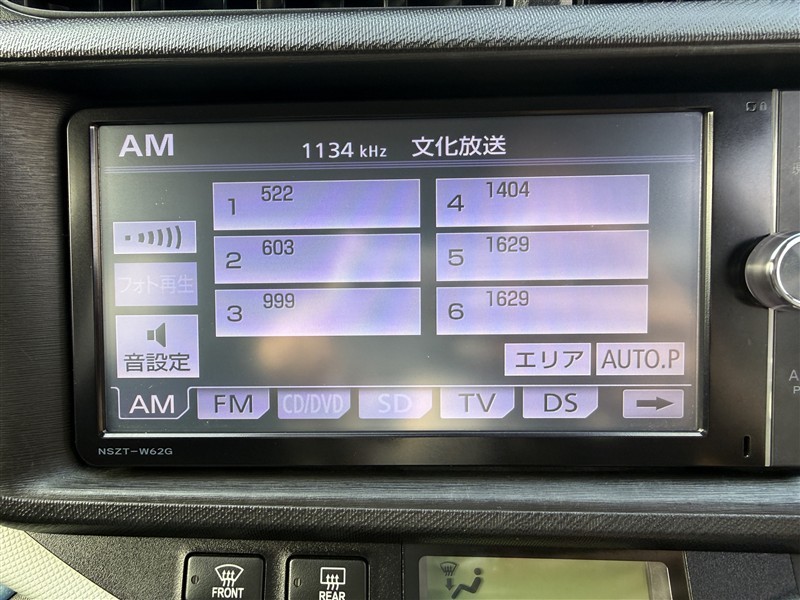 AM 1134 kHz 文化放送
1 522
4 1404
2 603
5 1629
フォト再生
3 999
6 1629
音設定
エリア AUTO.P
AM FM CD/DVD SD TV DS
NSZT-W62G
FRONT
REAR